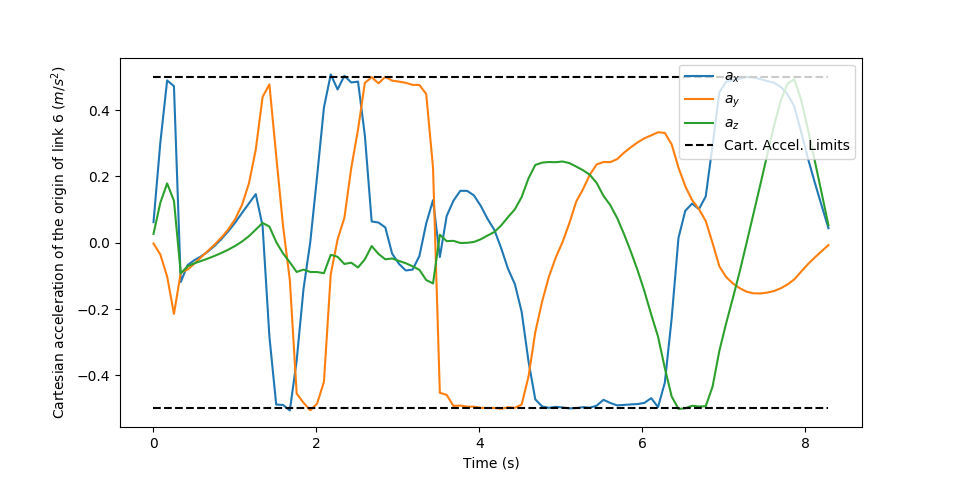 Cartesian acceleration of the origin of link 6 (m/s²)
0.4
0.2
0.0
−0.2
−0.4
0
2
4
6
8
Time (s)
aₓ
a_y
a_z
Cart. Accel. Limits